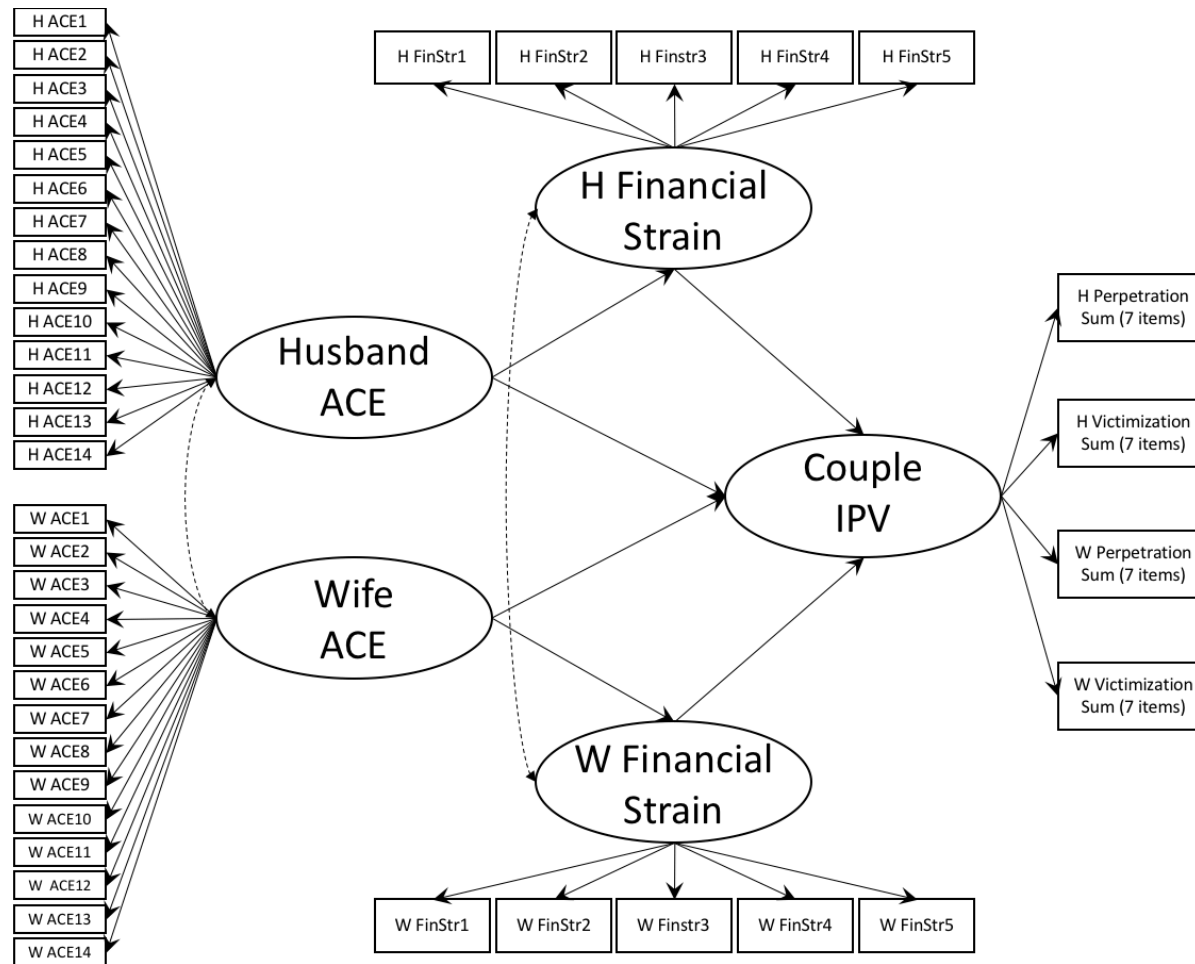 H ACE1
H ACE2
H ACE3
H ACE4
H ACE5
H ACE6
H ACE7
H ACE8
H ACE9
H ACE10
H ACE11
H ACE12
H ACE13
H ACE14
W ACE1
W ACE2
W ACE3
W ACE4
W ACE5
W ACE6
W ACE7
W ACE8
W ACE9
W ACE10
W ACE11
W ACE12
W ACE13
W ACE14
H FinStr1
H FinStr2
H Finstr3
H FinStr4
H FinStr5
H Financial
Strain
Husband
ACE
Wife
ACE
Couple
IPV
W Financial
Strain
W FinStr1
W FinStr2
W Finstr3
W FinStr4
W FinStr5
H Perpetration
Sum (7 items)
H Victimization
Sum (7 items)
W Perpetration
Sum (7 items)
W Victimization
Sum (7 items)